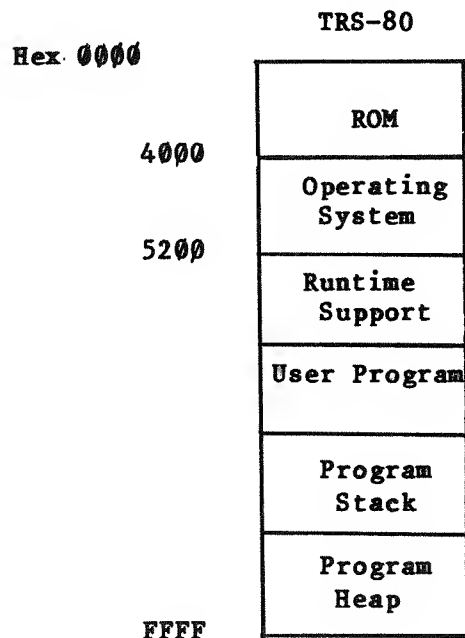 TRS-80
Hex 0000
ROM
4000
Operating
System
5200
Runtime
Support
User Program
Program
Stack
Program
Heap
FFFF